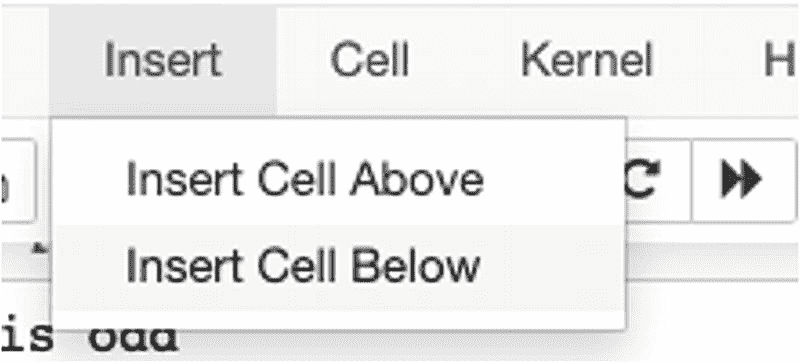 Insert Cell Kernel H
Insert Cell Above
Insert Cell Below
is odd